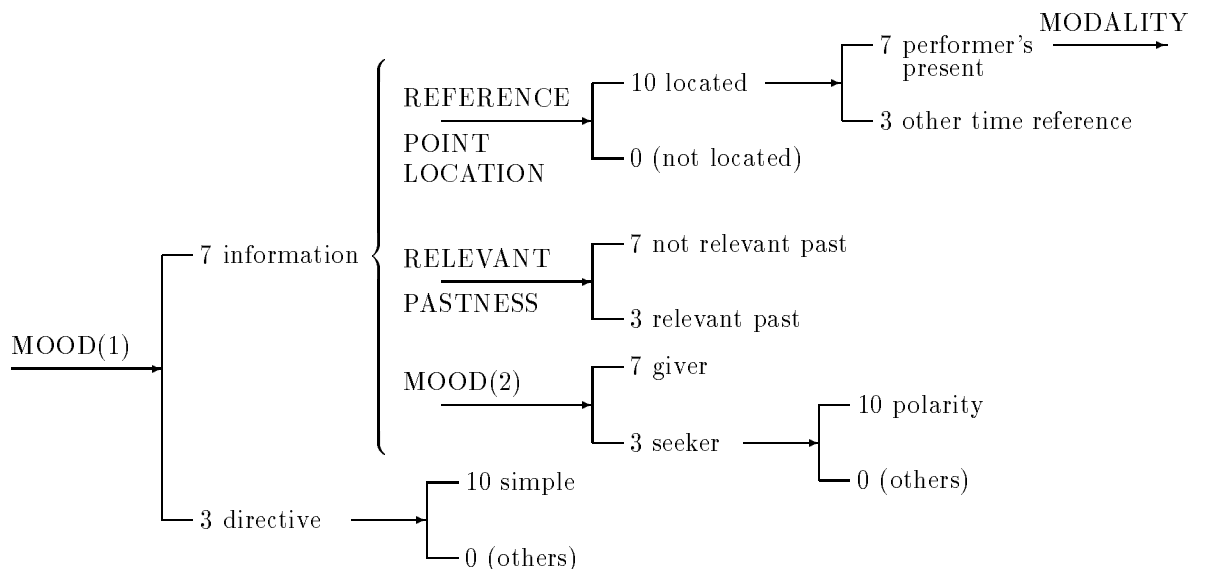 MODALITY
7 performer's
present
10 located
REFERENCE
POINT
LOCATION
3 other time reference
0 (not located)
7 information
RELEVANT
PASTNESS
7 not relevant past
3 relevant past
MOOD(1)
MOOD(2)
7 giver
3 seeker
10 polarity
0 (others)
3 directive
10 simple
0 (others)